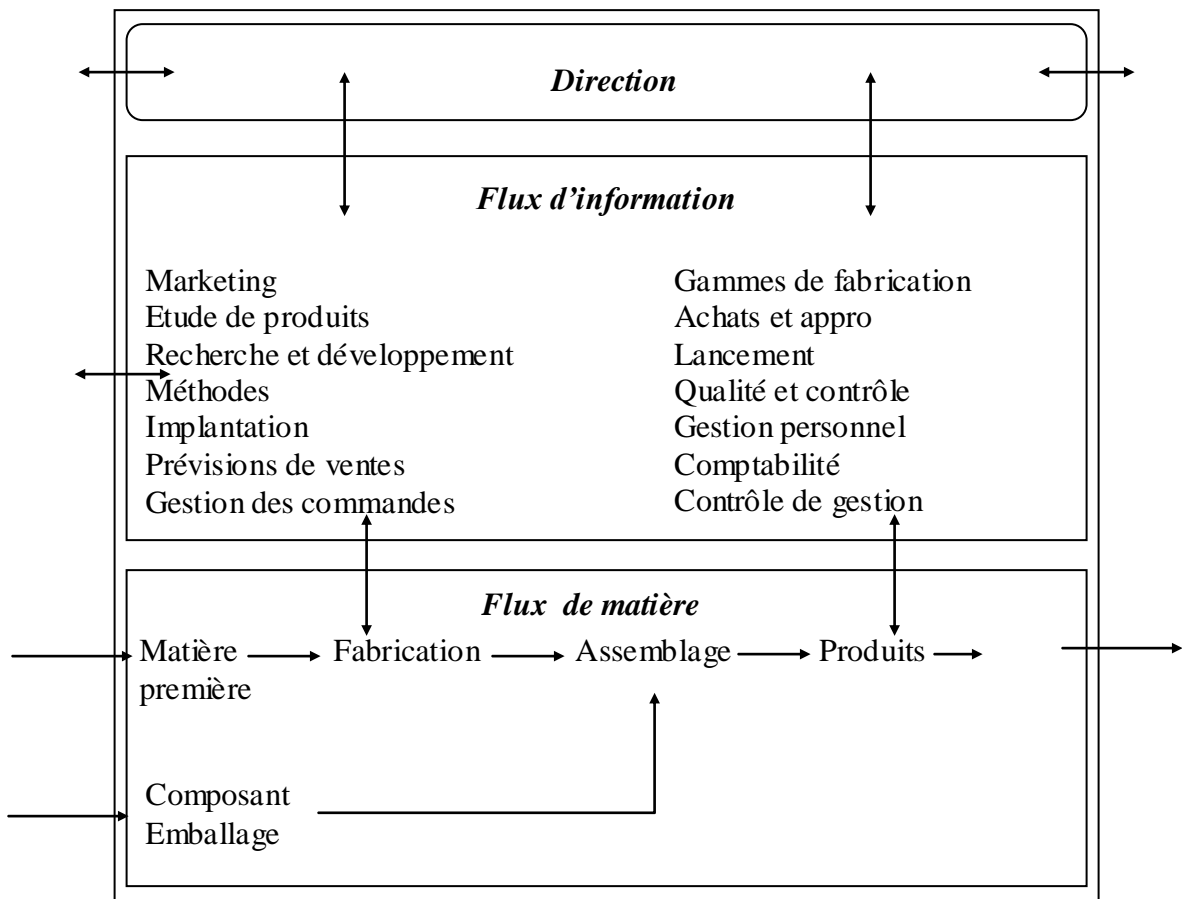 Direction
Flux d’information
Marketing
Etude de produits
Recherche et développement
Méthodes
Implantation
Prévisions de ventes
Gestion des commandes
Gammes de fabrication
Achats et appro
Lancement
Qualité et contrôle
Gestion personnel
Comptabilité
Contrôle de gestion
Flux de matière
Matière première
Fabrication
Assemblage
Produits
Composant
Emballage